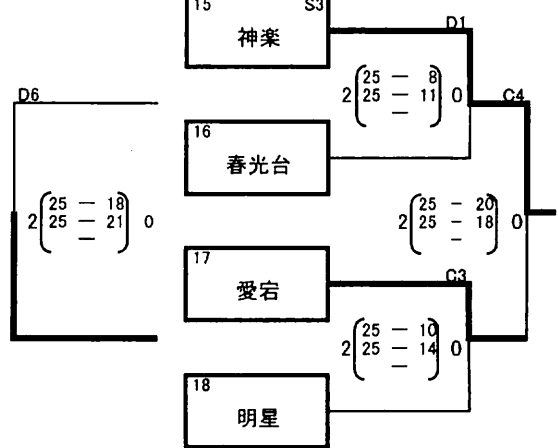 15 S3
神楽
D1
25 — 8
2 25 — 11 0
—
D6
C4
16
春光台
25 — 18
2 25 — 21 0
—
25 - 20
2 25 - 18 0
-
17
愛宕
C3
25 — 10
2 25 — 14 0
—
18
明星